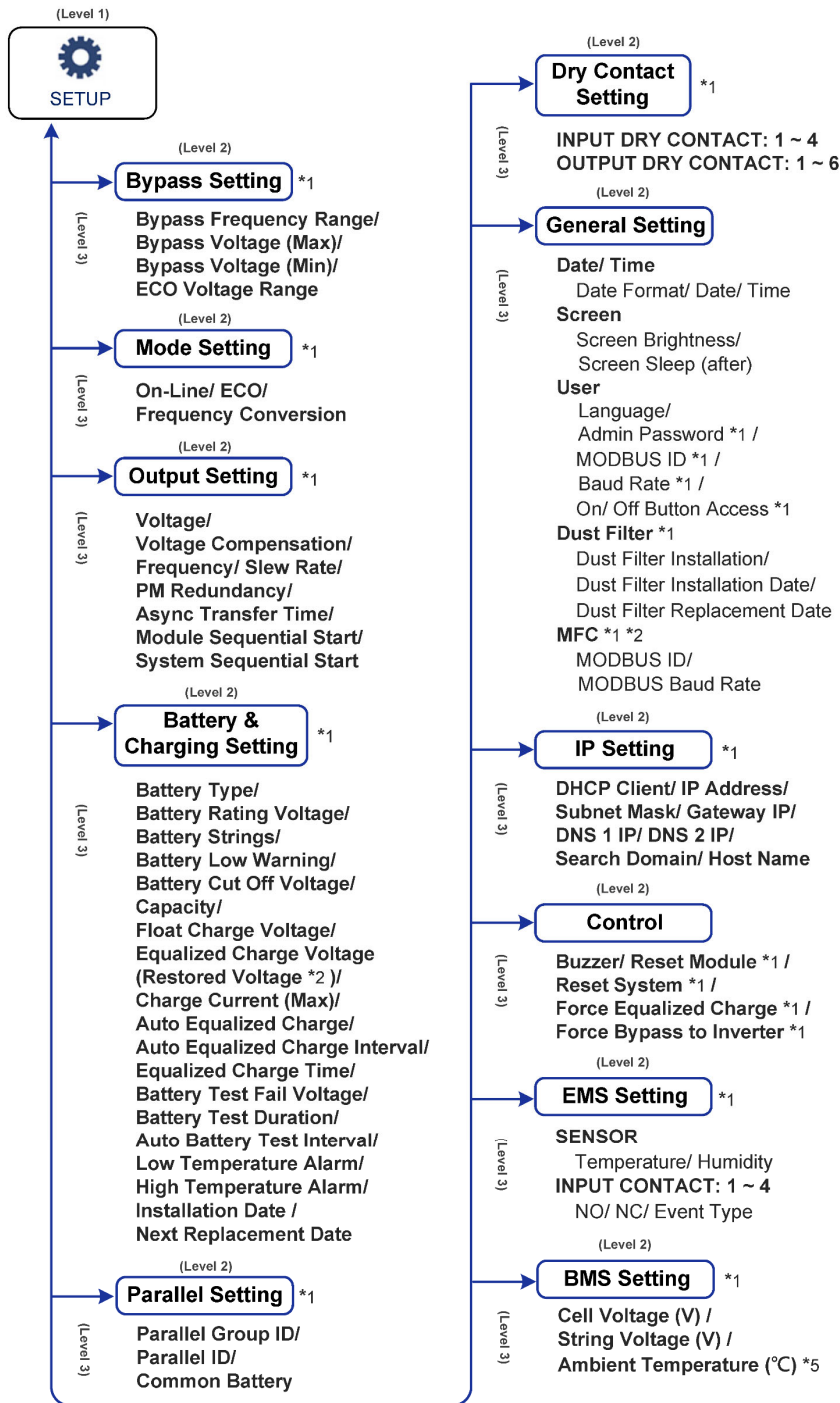 (Level 1)
SETUP
(Level 2)
Bypass Setting *1
(Level 3)
Bypass Frequency Range/
Bypass Voltage (Max)/
Bypass Voltage (Min)/
ECO Voltage Range
(Level 2)
Mode Setting *1
(Level 3)
On-Line/ ECO/
Frequency Conversion
(Level 2)
Output Setting *1
(Level 3)
Voltage/
Voltage Compensation/
Frequency/ Slew Rate/
PM Redundancy/
Async Transfer Time/
Module Sequential Start/
System Sequential Start
(Level 2)
Battery &
Charging Setting *1
(Level 3)
Battery Type/
Battery Rating Voltage/
Battery Strings/
Battery Low Warning/
Battery Cut Off Voltage/
Capacity/
Float Charge Voltage/
Equalized Charge Voltage
(Restored Voltage *2 )/
Charge Current (Max)/
Auto Equalized Charge/
Auto Equalized Charge Interval/
Equalized Charge Time/
Battery Test Fail Voltage/
Battery Test Duration/
Auto Battery Test Interval/
Low Temperature Alarm/
High Temperature Alarm/
Installation Date /
Next Replacement Date
(Level 2)
Parallel Setting *1
(Level 3)
Parallel Group ID/
Parallel ID/
Common Battery
(Level 2)
Dry Contact
Setting *1
(Level 3)
INPUT DRY CONTACT: 1 ~ 4
OUTPUT DRY CONTACT: 1 ~ 6
(Level 2)
General Setting
(Level 3)
Date/ Time
Date Format/ Date/ Time
Screen
Screen Brightness/
Screen Sleep (after)
User
Language/
Admin Password *1 /
MODBUS ID *1 /
Baud Rate *1 /
On/ Off Button Access *1
Dust Filter *1
Dust Filter Installation/
Dust Filter Installation Date/
Dust Filter Replacement Date
MFC *1 *2
MODBUS ID/
MODBUS Baud Rate
(Level 2)
IP Setting *1
(Level 3)
DHCP Client/ IP Address/
Subnet Mask/ Gateway IP/
DNS 1 IP/ DNS 2 IP/
Search Domain/ Host Name
(Level 2)
Control
(Level 3)
Buzzer/ Reset Module *1 /
Reset System *1 /
Force Equalized Charge *1 /
Force Bypass to Inverter *1
(Level 2)
EMS Setting *1
(Level 3)
SENSOR
Temperature/ Humidity
INPUT CONTACT: 1 ~ 4
NO/ NC/ Event Type
(Level 2)
BMS Setting *1
(Level 3)
Cell Voltage (V) /
String Voltage (V) /
Ambient Temperature (℃) *5